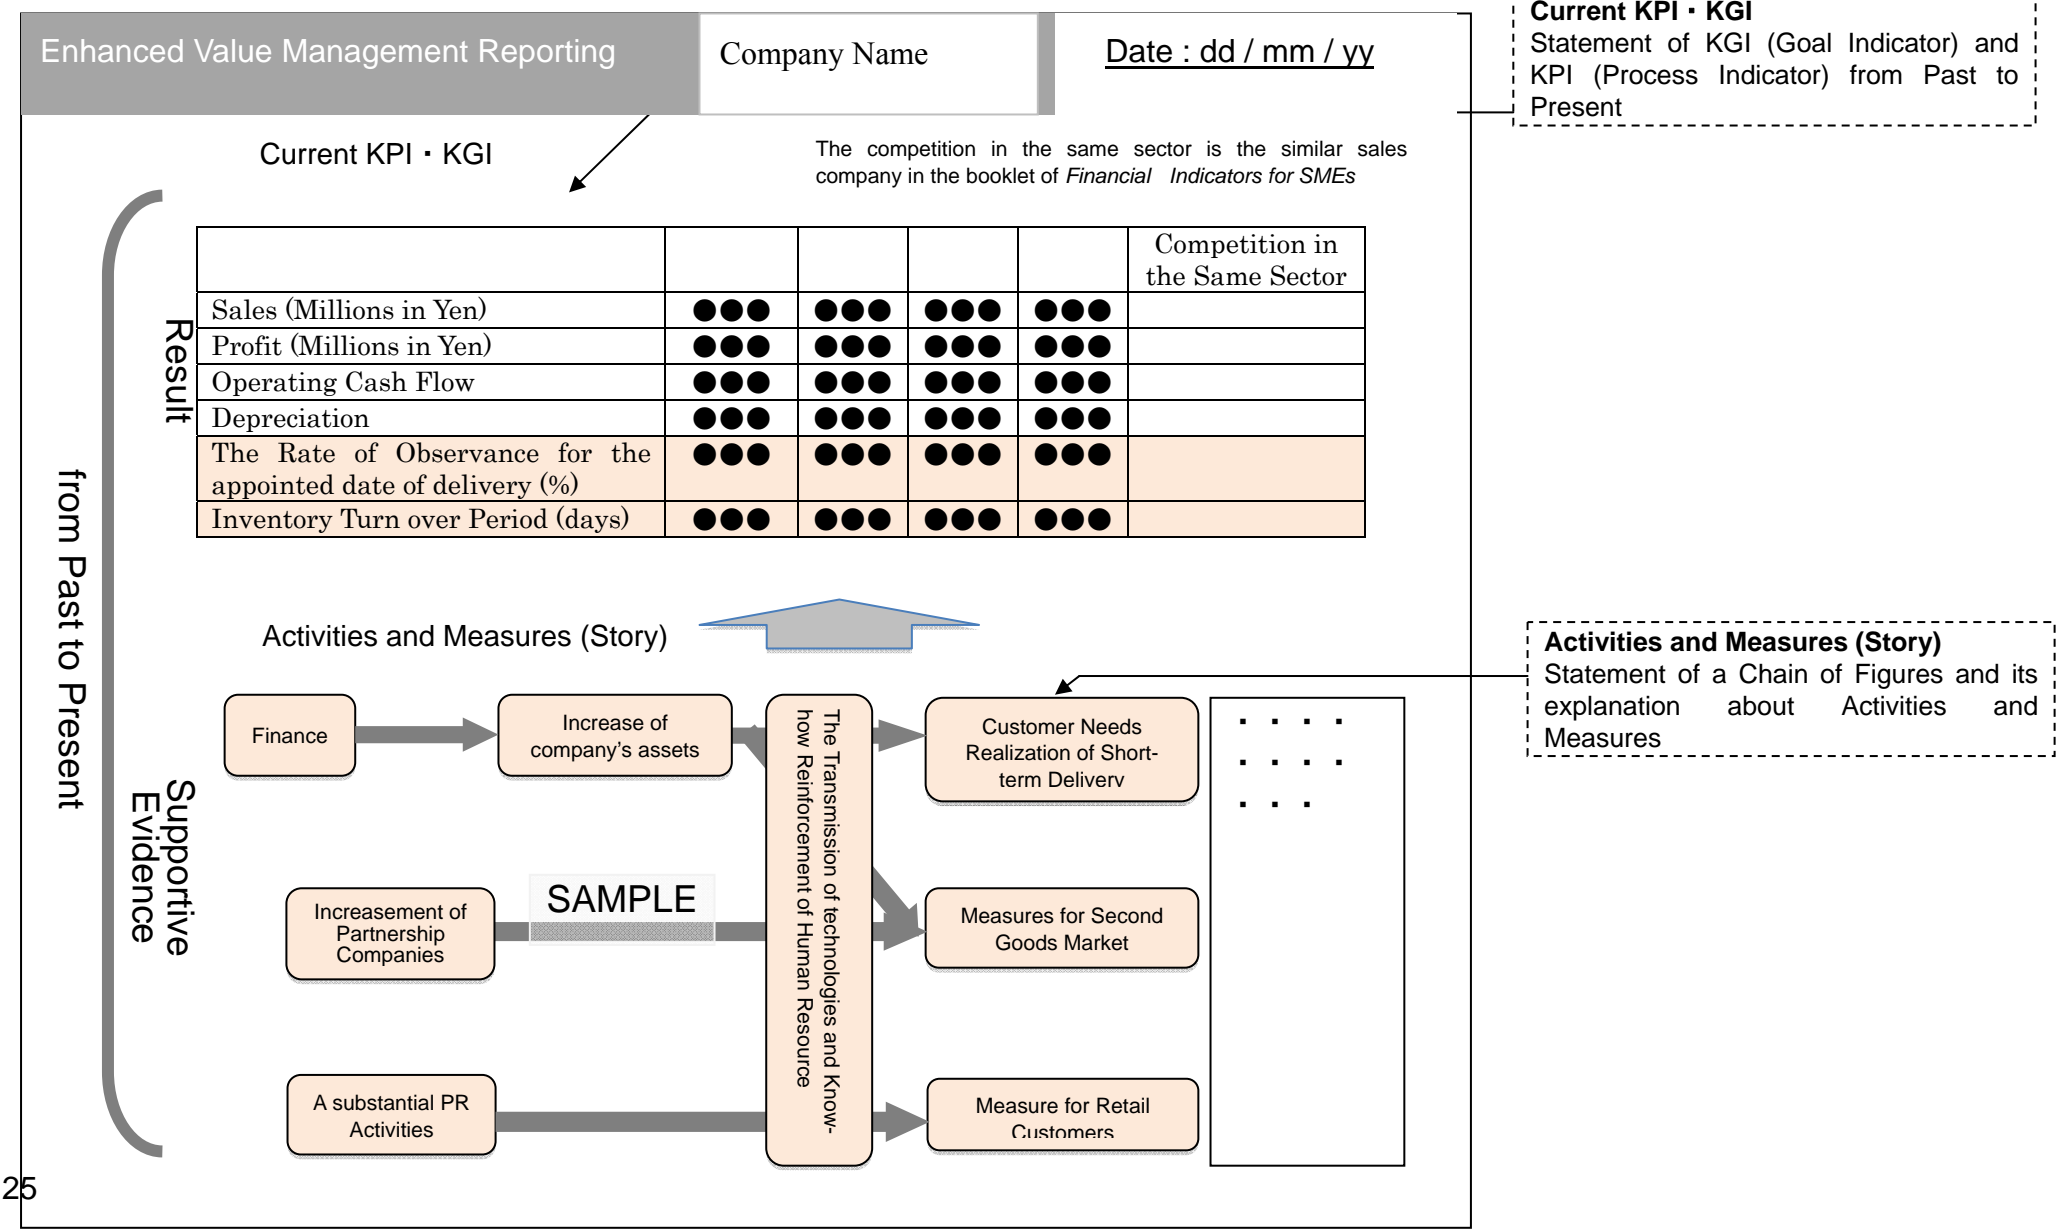 Enhanced Value Management Reporting
Company Name
Date : dd / mm / yy
Current KPI・KGI
Statement of KGI (Goal Indicator) and
KPI (Process Indicator) from Past to
Present
Current KPI・KGI
The competition in the same sector is the similar sales
company in the booklet of Financial Indicators for SMEs
from Past to Present
Result
Competition in
the Same Sector
Sales (Millions in Yen) ●●● ●●● ●●● ●●●
Profit (Millions in Yen) ●●● ●●● ●●● ●●●
Operating Cash Flow ●●● ●●● ●●● ●●●
Depreciation ●●● ●●● ●●● ●●●
The Rate of Observance for the ●●● ●●● ●●● ●●●
appointed date of delivery (%)
Inventory Turn over Period (days) ●●● ●●● ●●● ●●●
Activities and Measures (Story)
Activities and Measures (Story)
Statement of a Chain of Figures and its
explanation about Activities and
Measures
Supportive
Evidence
Finance
Increase of
company's assets
The Transmission of technologies and Know-
how Reinforcement of Human Resource
Customer Needs
Realization of Short-
term Delivery
・・・・
・・・・
・・・
Increasement of
Partnership
Companies
SAMPLE
Measures for Second
Goods Market
A substantial PR
Activities
Measure for Retail
Customers
25